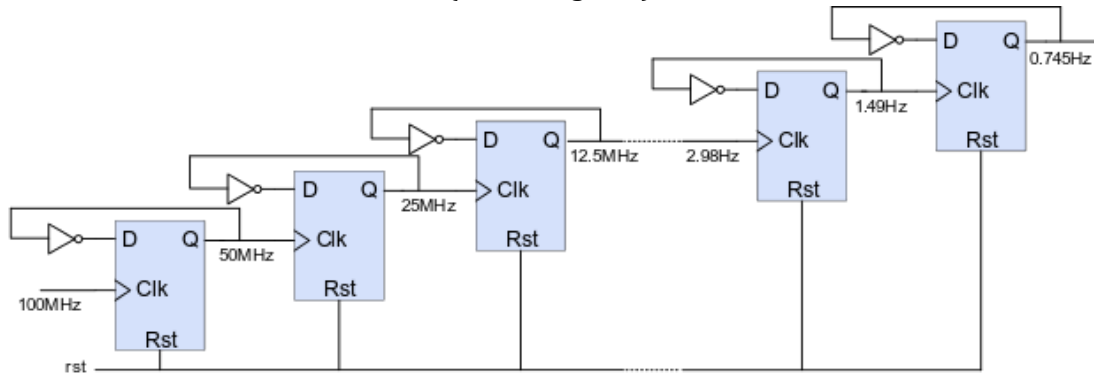 D Q
0.745Hz
Clk
Rst
D Q
1.49Hz
2.98Hz
Clk
Rst
D Q
12.5MHz
Clk
Rst
D Q
25MHz
Clk
Rst
D Q
50MHz
100MHz
Clk
Rst
rst